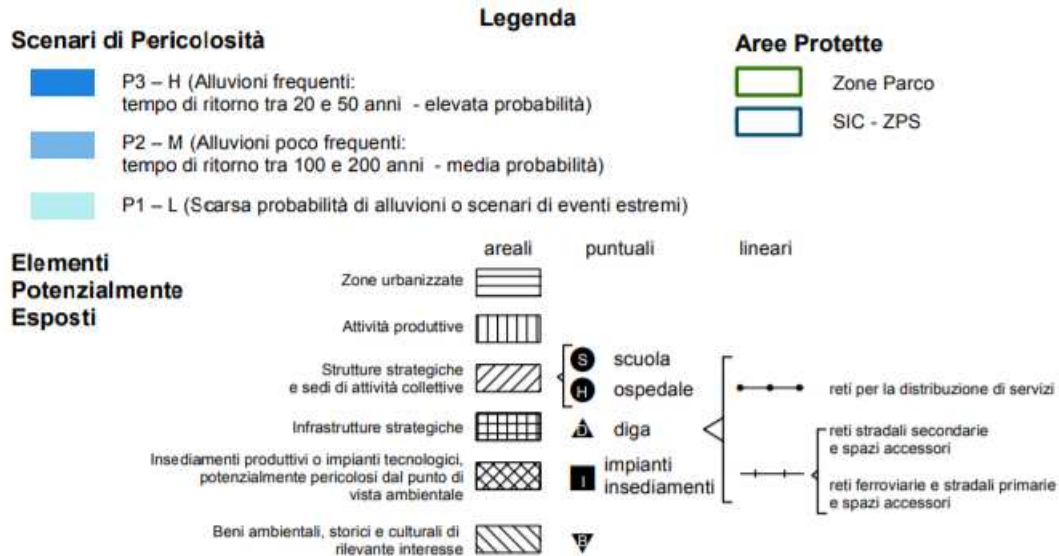 Legenda
Scenari di Pericolosità
P3 – H (Alluvioni frequenti:
tempo di ritorno tra 20 e 50 anni - elevata probabilità)
P2 – M (Alluvioni poco frequenti:
tempo di ritorno tra 100 e 200 anni - media probabilità)
P1 – L (Scarsa probabilità di alluvioni o scenari di eventi estremi)
Aree Protette
Zone Parco
SIC - ZPS
Elementi
Potenzialmente
Esposti
areali
puntuali
lineari
Zone urbanizzate
Attività produttive
Strutture strategiche
e sedi di attività collettive
S scuola
H ospedale
Infrastrutture strategiche
D diga
Insediamenti produttivi o impianti tecnologici,
potenzialmente pericolosi dal punto di
vista ambientale
I impianti
insediamenti
reti per la distribuzione di servizi
reti stradali secondarie
e spazi accessori
reti ferroviarie e stradali primarie
e spazi accessori
Beni ambientali, storici e culturali di
rilevante interesse
B